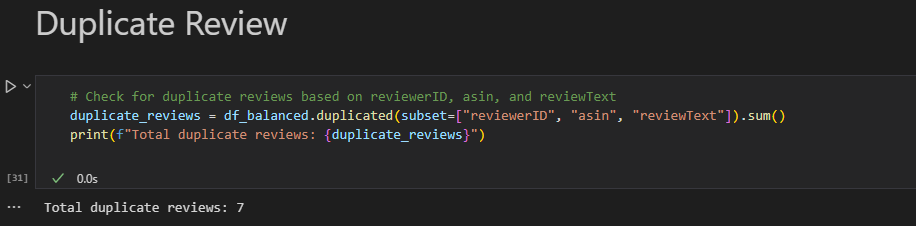 Duplicate Review
# Check for duplicate reviews based on reviewerID, asin, and reviewText
duplicate_reviews = df_balanced.duplicated(subset=["reviewerID", "asin", "reviewText"]).sum()
print(f"Total duplicate reviews: {duplicate_reviews}")
[31]
0.0s
Total duplicate reviews: 7